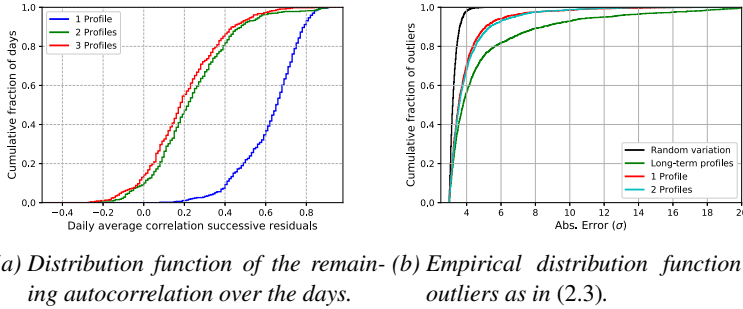 1 Profile
2 Profiles
3 Profiles
Cumulative fraction of days
1.0
0.8
0.6
0.4
0.2
0.0
−0.4 −0.2 0.0 0.2 0.4 0.6 0.8
Daily average correlation successive residuals
Cumulative fraction of outliers
1.0
0.8
0.6
0.4
0.2
0.0
Random variation
Long-term profiles
1 Profile
2 Profiles
4 6 8 10 12 14 16 18 20
Abs. Error (σ)
a) Distribution function of the remain-
ing autocorrelation over the days.
(b) Empirical distribution function
outliers as in (2.3).